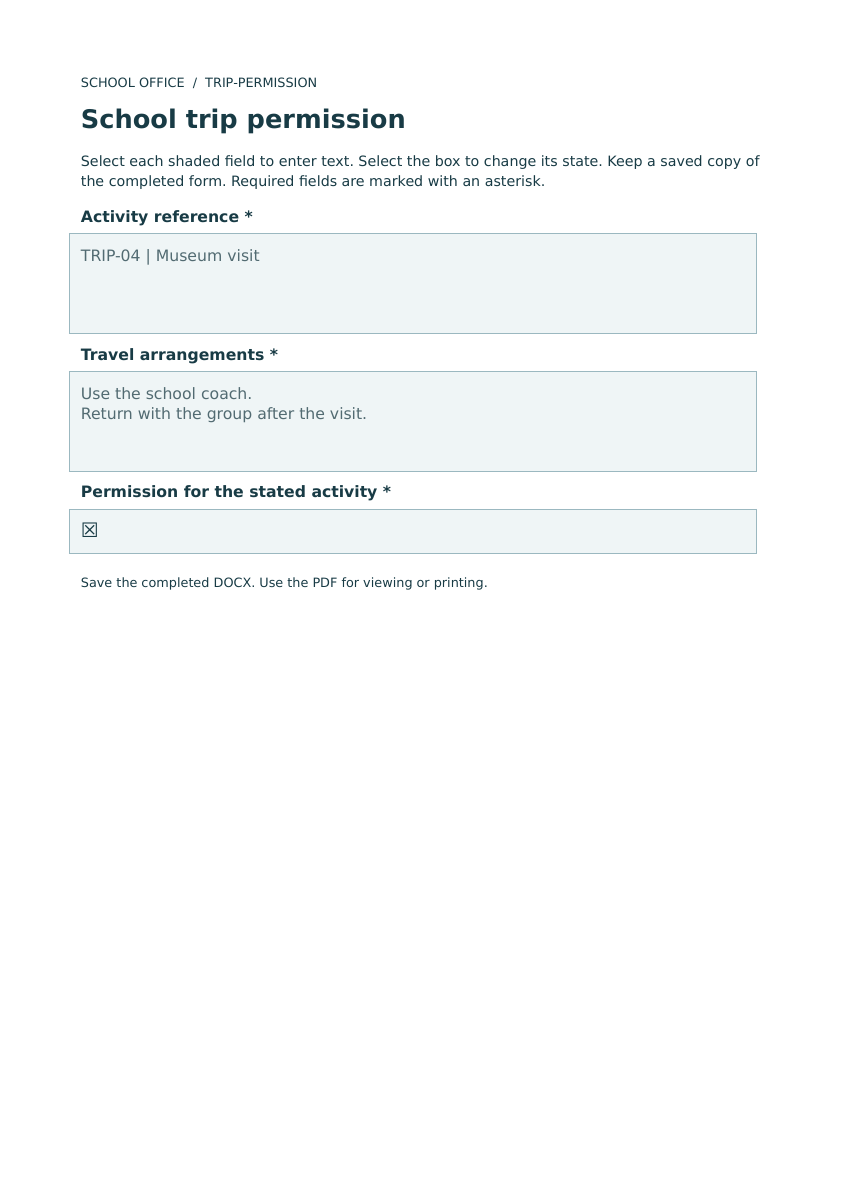 SCHOOL OFFICE / TRIP-PERMISSION
School trip permission
Select each shaded field to enter text. Select the box to change its state. Keep a saved copy of
the completed form. Required fields are marked with an asterisk.
Activity reference *
TRIP-04 | Museum visit
Travel arrangements *
Use the school coach.
Return with the group after the visit.
Permission for the stated activity *
☒
Save the completed DOCX. Use the PDF for viewing or printing.